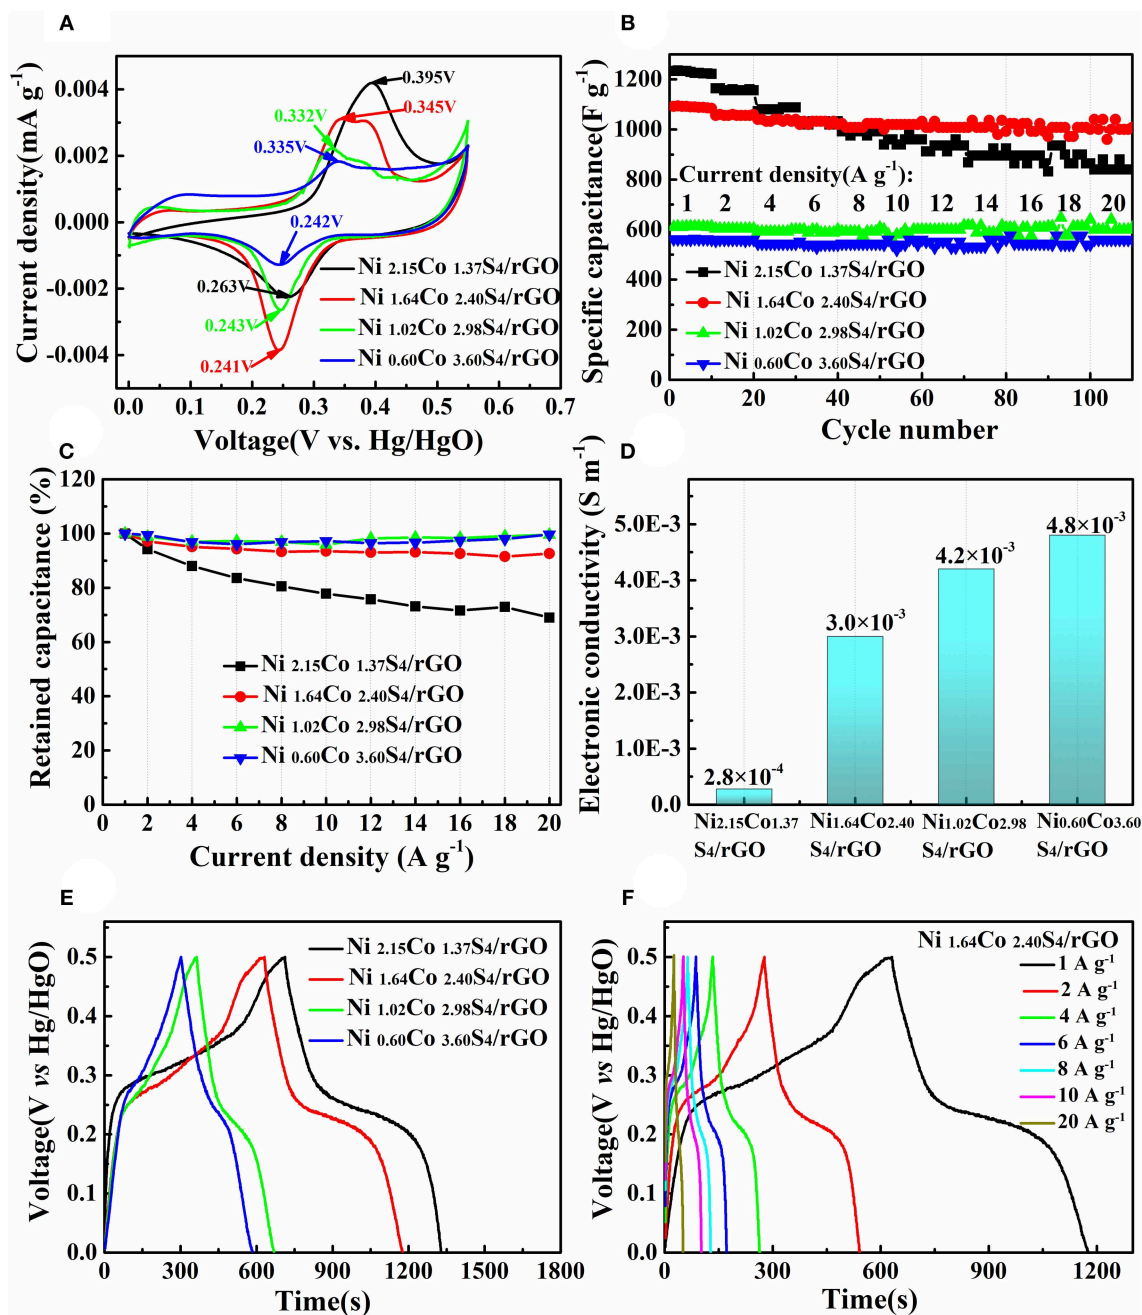 A
Current density(mA g-1)
0.004
0.002
0.000
-0.002
-0.004
0.395V
0.345V
0.332V
0.335V
0.242V
0.263V
0.243V
0.241V
Ni 2.15Co 1.37S4/rGO
Ni 1.64Co 2.40S4/rGO
Ni 1.02Co 2.98S4/rGO
Ni 0.60Co 3.60S4/rGO
0.0 0.1 0.2 0.3 0.4 0.5 0.6 0.7
Voltage(V vs. Hg/HgO)
B
Specific capacitance(F g-1)
1200
1000
800
600
400
200
0
Current density(A g-1):
1 2 4 6 8 10 12 14 16 18 20
Ni 2.15Co 1.37S4/rGO
Ni 1.64Co 2.40S4/rGO
Ni 1.02Co 2.98S4/rGO
Ni 0.60Co 3.60S4/rGO
0 20 40 60 80 100
Cycle number
C
Retained capacitance (%)
120
100
80
60
40
20
0
Ni 2.15Co 1.37S4/rGO
Ni 1.64Co 2.40S4/rGO
Ni 1.02Co 2.98S4/rGO
Ni 0.60Co 3.60S4/rGO
0 2 4 6 8 10 12 14 16 18 20
Current density (A g-1)
D
Electronic conductivity (S m-1)
5.0E-3
4.0E-3
3.0E-3
2.0E-3
1.0E-3
0.0
2.8×10-4
3.0×10-3
4.2×10-3
4.8×10-3
Ni2.15Co1.37 Ni1.64Co2.40 Ni1.02Co2.98 Ni0.60Co3.60
S4/rGO S4/rGO S4/rGO S4/rGO
E
Voltage(V vs Hg/HgO)
0.5
0.4
0.3
0.2
0.1
0.0
Ni 2.15Co 1.37S4/rGO
Ni 1.64Co 2.40S4/rGO
Ni 1.02Co 2.98S4/rGO
Ni 0.60Co 3.60S4/rGO
0 300 600 900 1200 1500 1800
Time(s)
F
Voltage(V vs Hg/HgO)
0.5
0.4
0.3
0.2
0.1
0.0
Ni 1.64Co 2.40S4/rGO
1 A g-1
2 A g-1
4 A g-1
6 A g-1
8 A g-1
10 A g-1
20 A g-1
0 300 600 900 1200
Time(s)